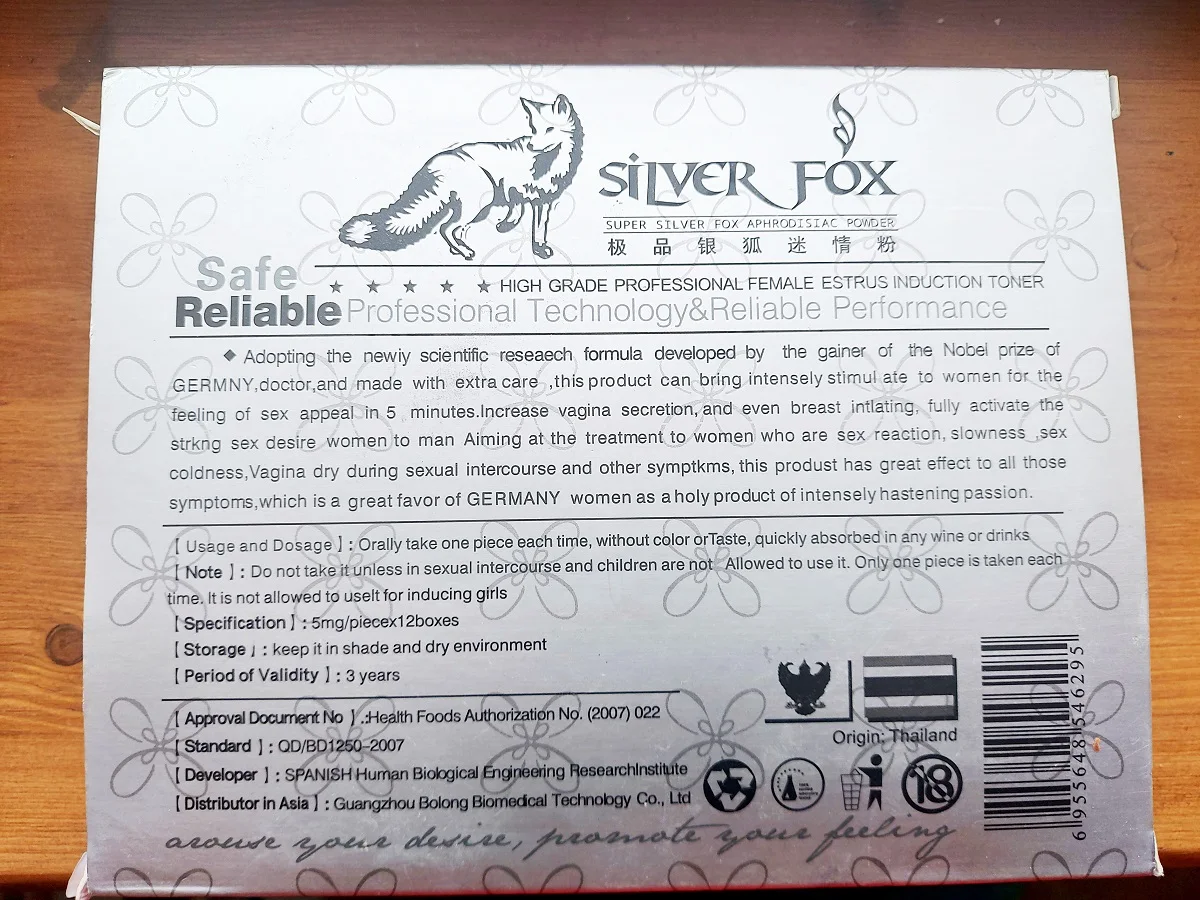 SiLVER FOX
SUPER SILVER FOX APHRODISIAC POWDER
极品银狐迷情粉
Safe
★ ★ ★ ★ ★ HIGH GRADE PROFESSIONAL FEMALE ESTRUS INDUCTION TONER
Reliable Professional Technology&Reliable Performance
◆ Adopting the newiy scientific reseaech formula developed by the gainer of the Nobel prize of
GERMNY,doctor,and made with extra care ,this product can bring intensely stimul ate to women for the
feeling of sex appeal in 5 minutes.Increase vagina secretion, and even breast intlating, fully activate the
strkng sex desire women to man Aiming at the treatment to women who are sex reaction, slowness ,sex
coldness,Vagina dry during sexual intercourse and other symptkms, this produst has great effect to all those
symptoms,which is a great favor of GERMANY women as a holy product of intensely hastening passion.
【 Usage and Dosage 】: Orally take one piece each time, without color orTaste, quickly absorbed in any wine or drinks
【 Note 】: Do not take it unless in sexual intercourse and children are not Allowed to use it. Only one piece is taken each
time. It is not allowed to uselt for inducing girls
【 Specification 】: 5mg/piecex12boxes
【 Storage 」: keep it in shade and dry environment
【 Period of Validity 】: 3 years
【 Approval Document No 】.:Health Foods Authorization No. (2007) 022
【 Standard 】: QD/BD1250-2007
【 Developer 】: SPANISH Human Biological Engineering ResearchInstitute
【 Distributor in Asia 】: Guangzhou Bolong Biomedical Technology Co., Ltd
arouse your desire, promote your feeling
Origin: Thailand
18
6955648546295